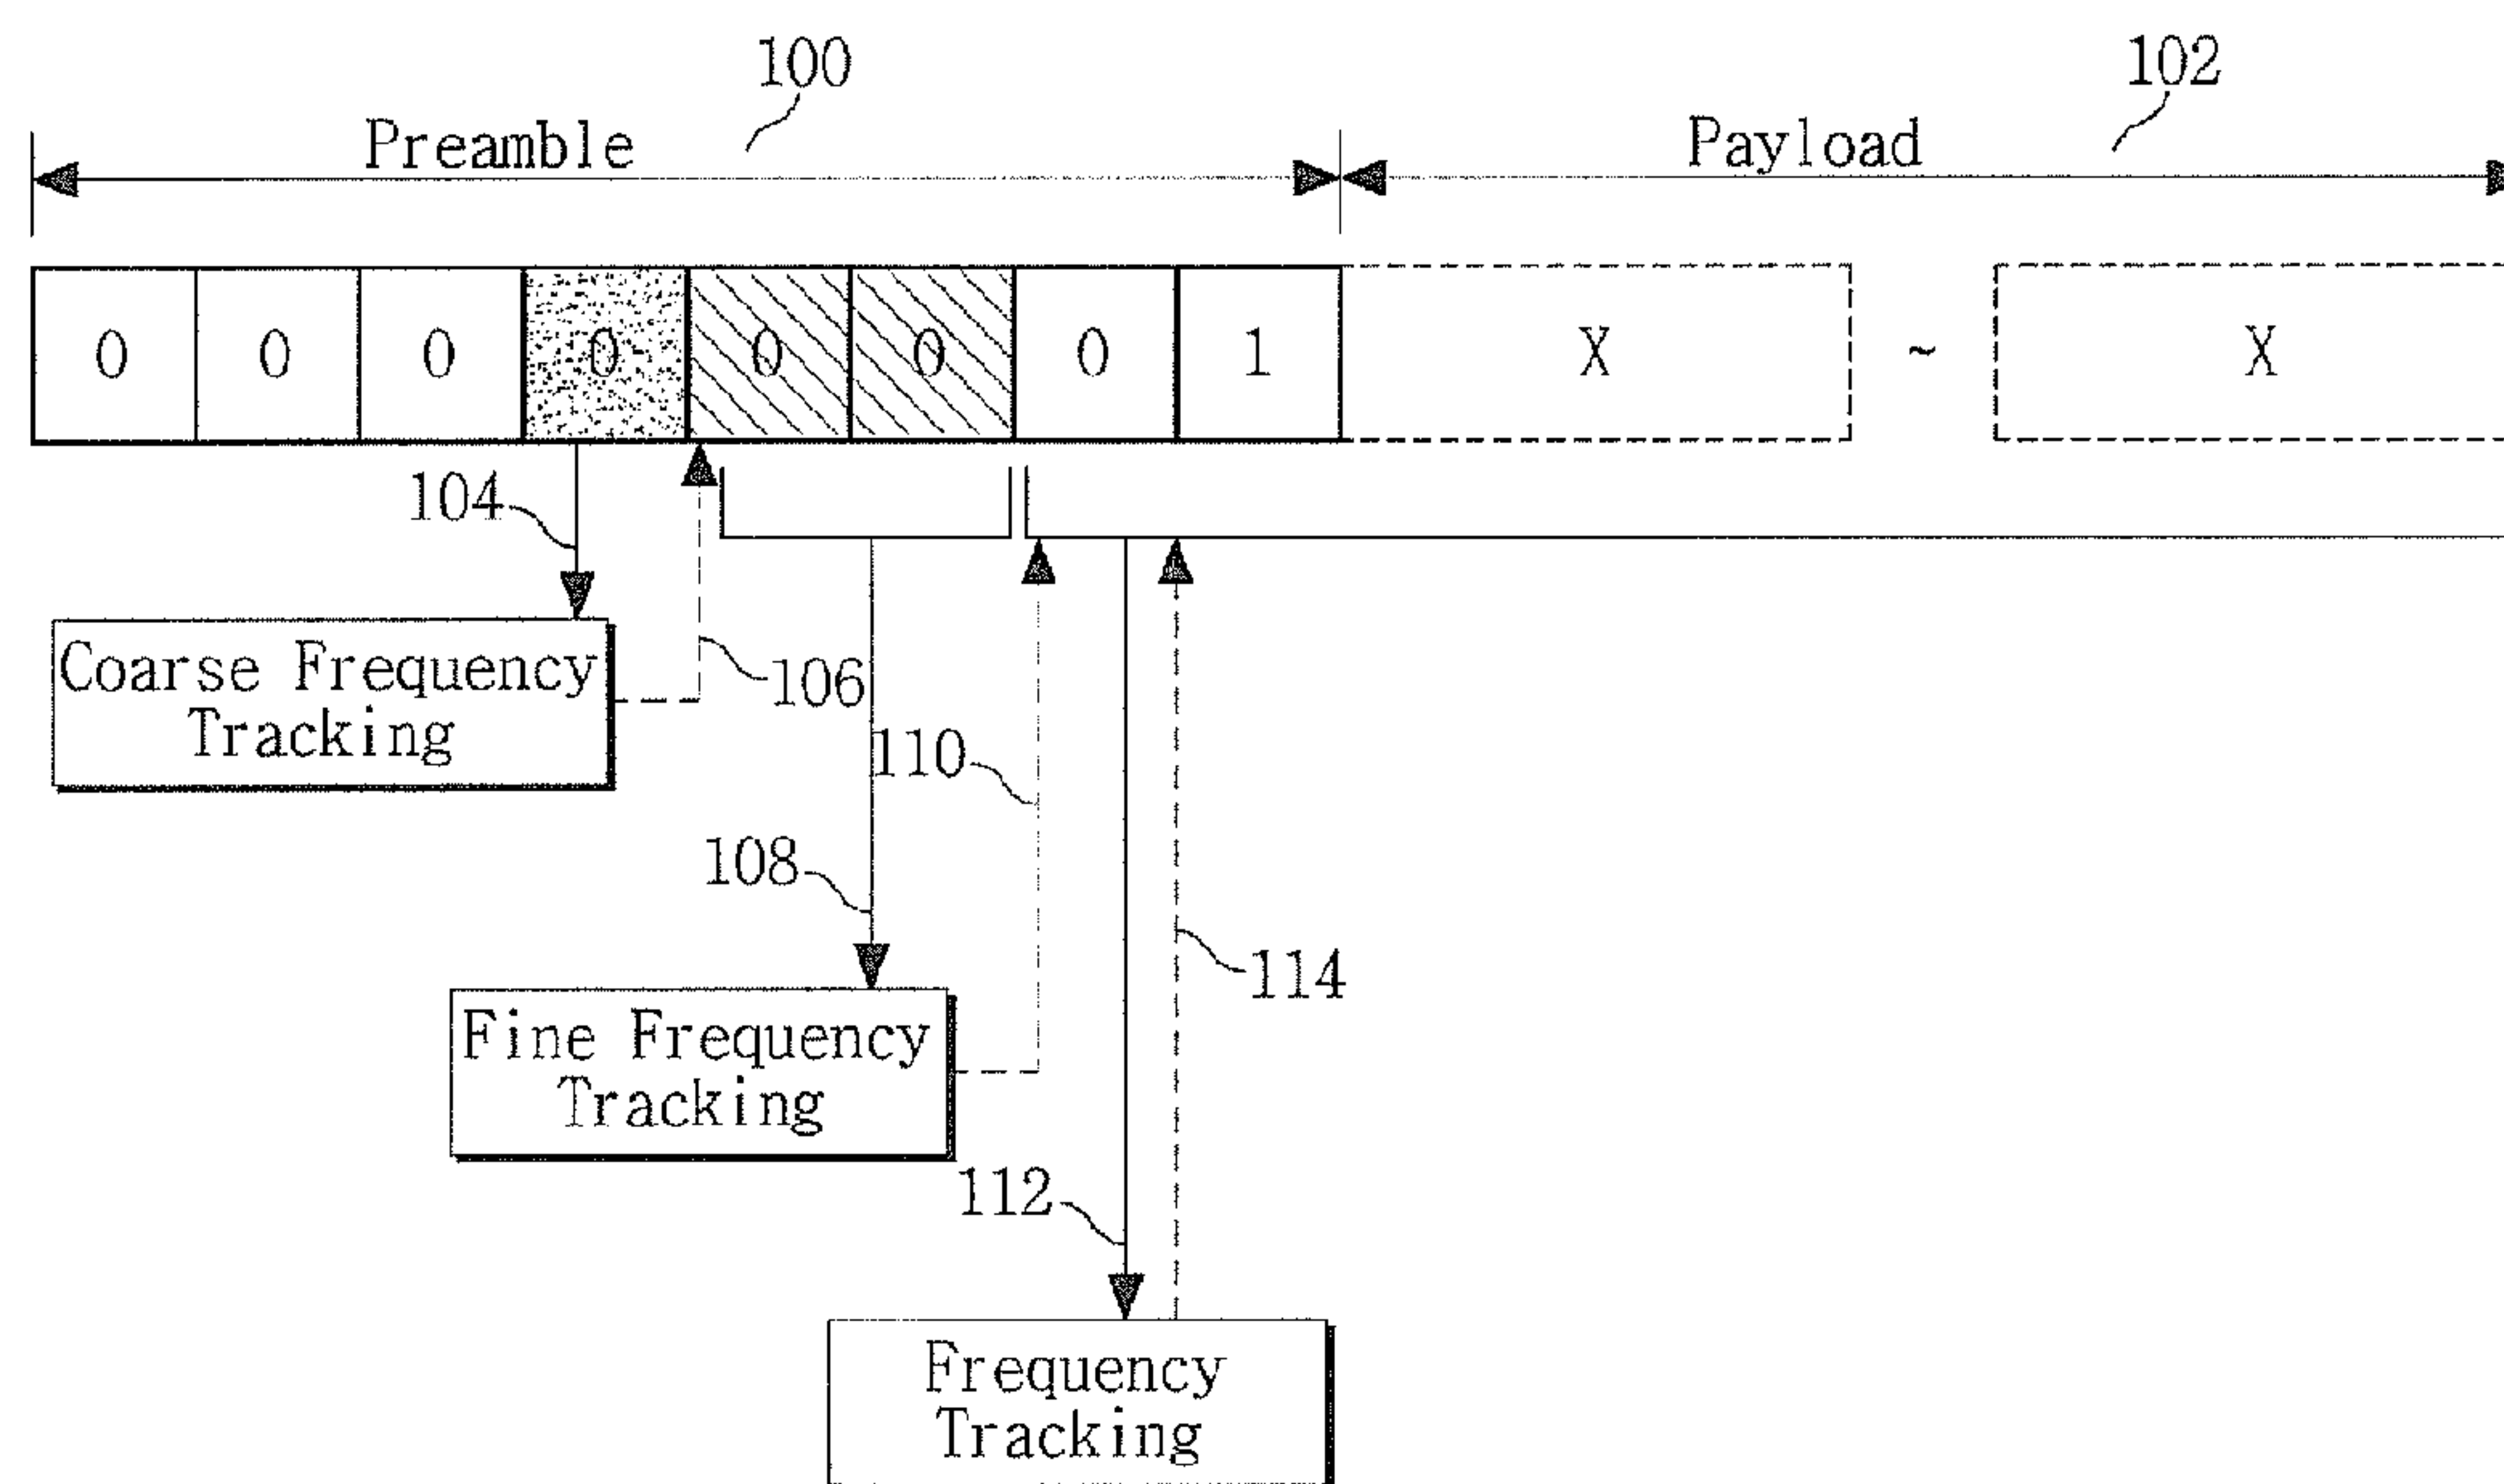 100
102
Preamble
Payload
0 0 0 0 0 0 0 1 X ~ X
104
Coarse Frequency
Tracking
106
110
108
114
Fine Frequency
Tracking
112
Frequency
Tracking